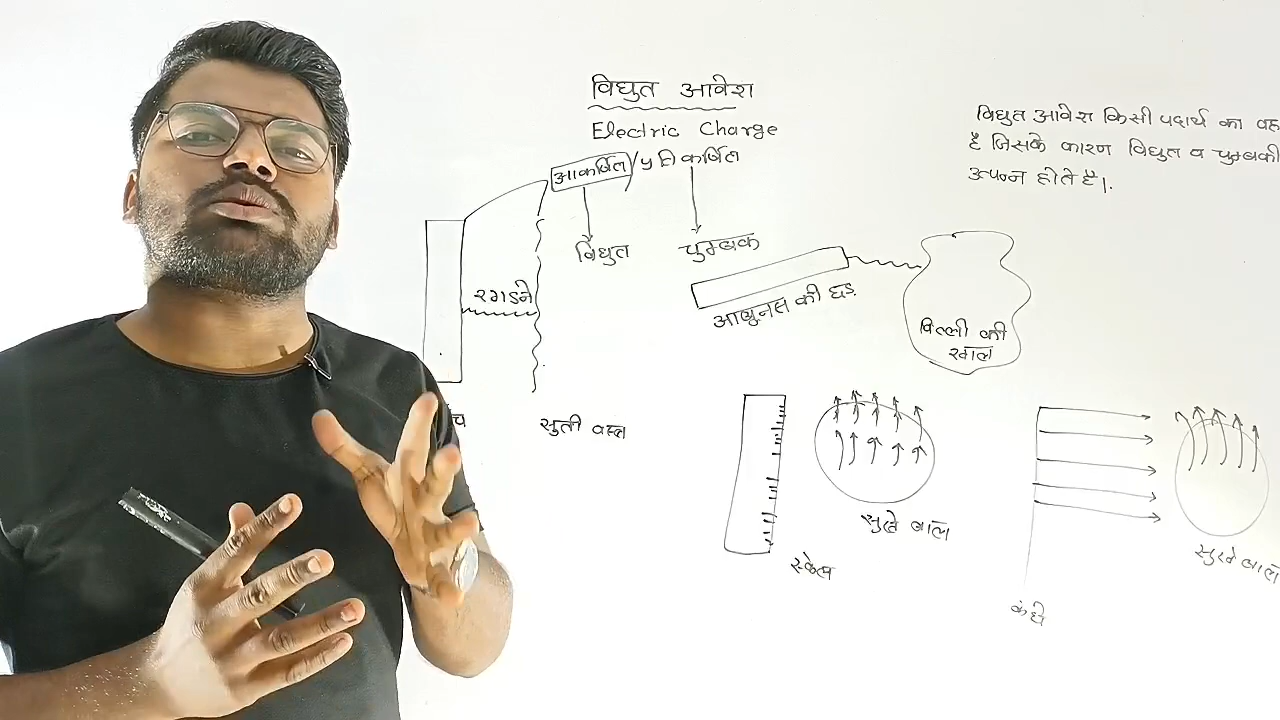 विद्युत आवेश
Electric Charge
आकर्षित / प्रतिकर्षित
विद्युत
चुम्बक
रगडने
सुती वस्त्र
विद्युत आवेश किसी पदार्थ का वह
है जिसके कारण विद्युत व चुम्बकी
उत्पन्न होते है।
आबुनस की छड़
बिल्ली की
खाल
स्केल
सुखे बाल
कंघी
सुखे बाल